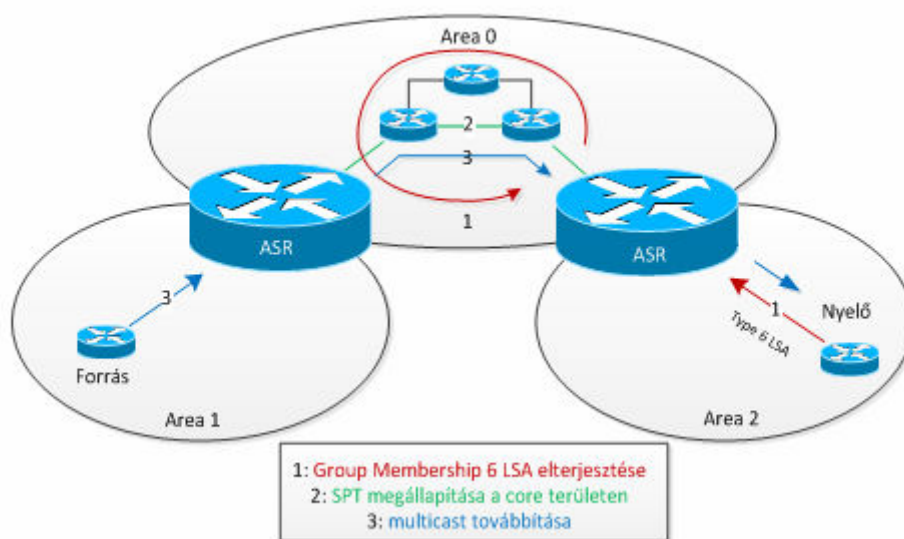 Area 0
2
3
1
ASR
ASR
3
Forrás
Area 1
1
Type 6 LSA
Nyelő
Area 2
1: Group Membership 6 LSA elterjesztése
2: SPT megállapítása a core területen
3: multicast továbbítása